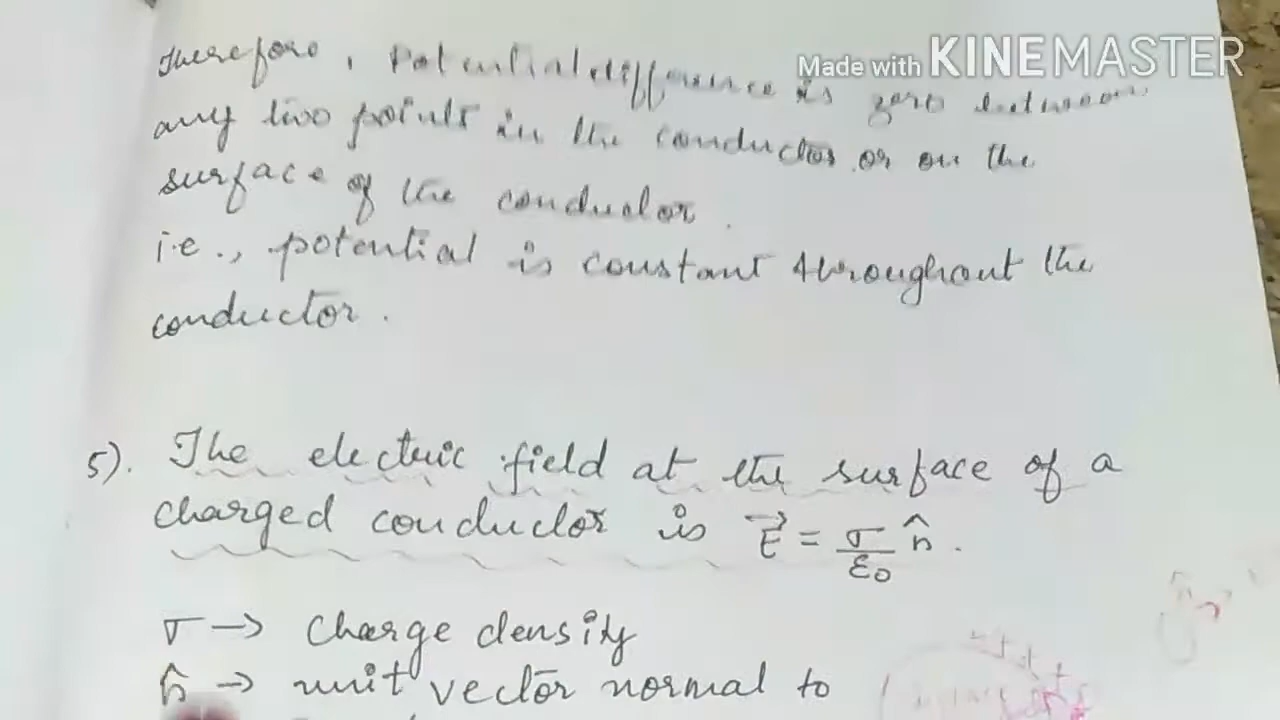 Made with KINEMASTER
Therefore, Potential difference is zero between
any two points in the conductor or on the
surface of the conductor.
i.e., potential is constant throughout the
conductor.
5). The electric field at the surface of a
charged conductor is E⃗ = σ/ε₀ n̂.
σ → charge density
n̂ → unit vector normal to